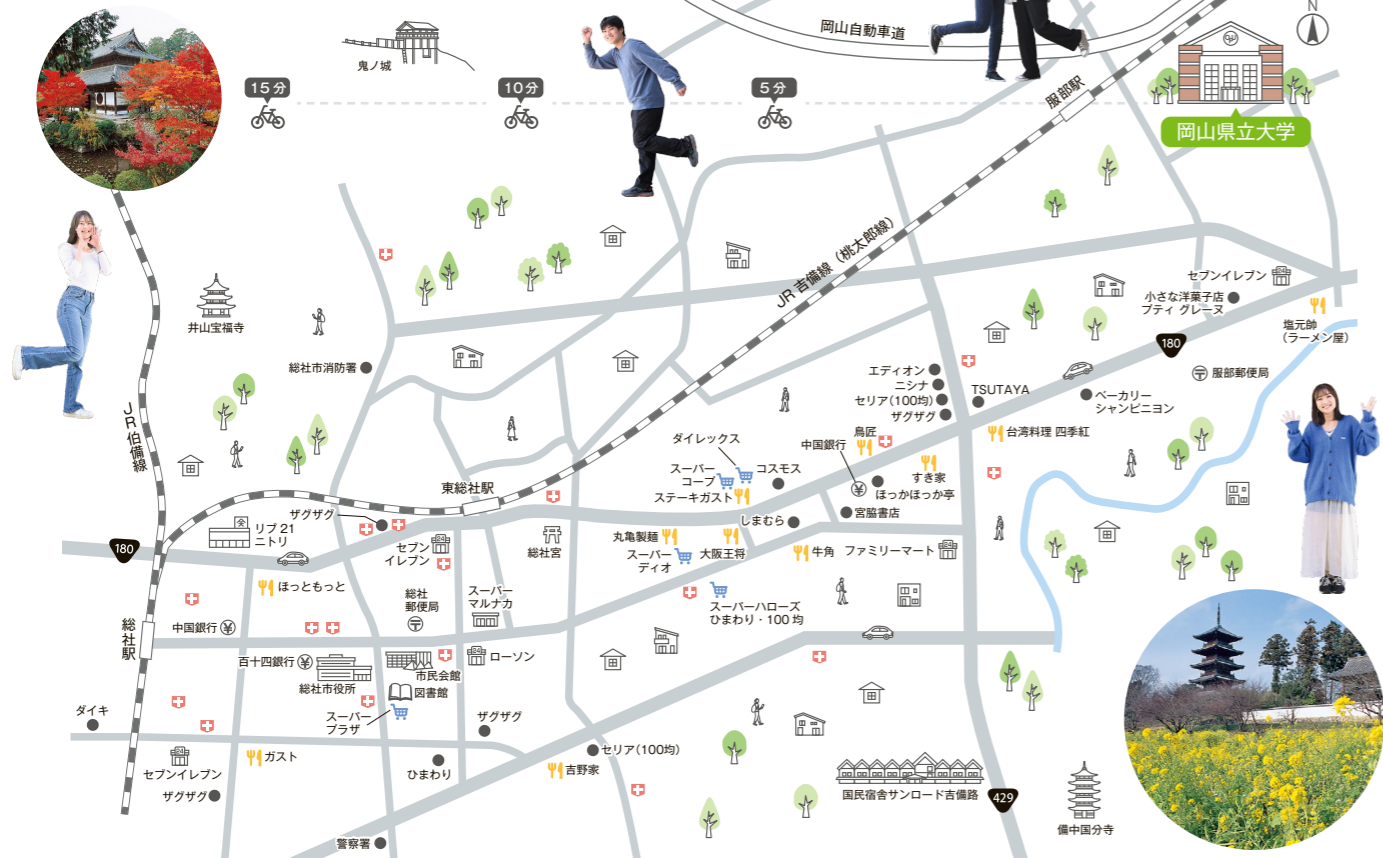 岡山自動車道
N
鬼ノ城
15分
10分
5分
服部駅
岡山県立大学
JR 吉備線（桃太郎線）
セブンイレブン
小さな洋菓子店
プティ グレーヌ
塩元帥
（ラーメン屋）
180
井山宝福寺
総社市消防署
服部郵便局
エディオン
ニシナ
セリア（100均）
ザグザグ
TSUTAYA
ベーカリー
シャンピニヨン
JR 伯備線
台湾料理 四季紅
鳥匠
中国銀行
ダイレックス
スーパー
コープ
コスモス
すき家
ほっかほっか亭
ステーキガスト
宮脇書店
しまむら
東総社駅
ザグザグ
リブ 21
ニトリ
180
セブン
イレブン
総社宮
丸亀製麺
スーパー
ディオ
大阪王将
牛角
ファミリーマート
ほっともっと
総社
郵便局
スーパー
マルナカ
スーパーハローズ
ひまわり・100 均
総社駅
中国銀行
百十四銀行
総社市役所
市民会館
図書館
ローソン
スーパー
プラザ
ダイキ
ザグザグ
セブンイレブン
ガスト
ひまわり
セリア（100均）
吉野家
ザグザグ
国民宿舎サンロード吉備路
429
備中国分寺
警察署